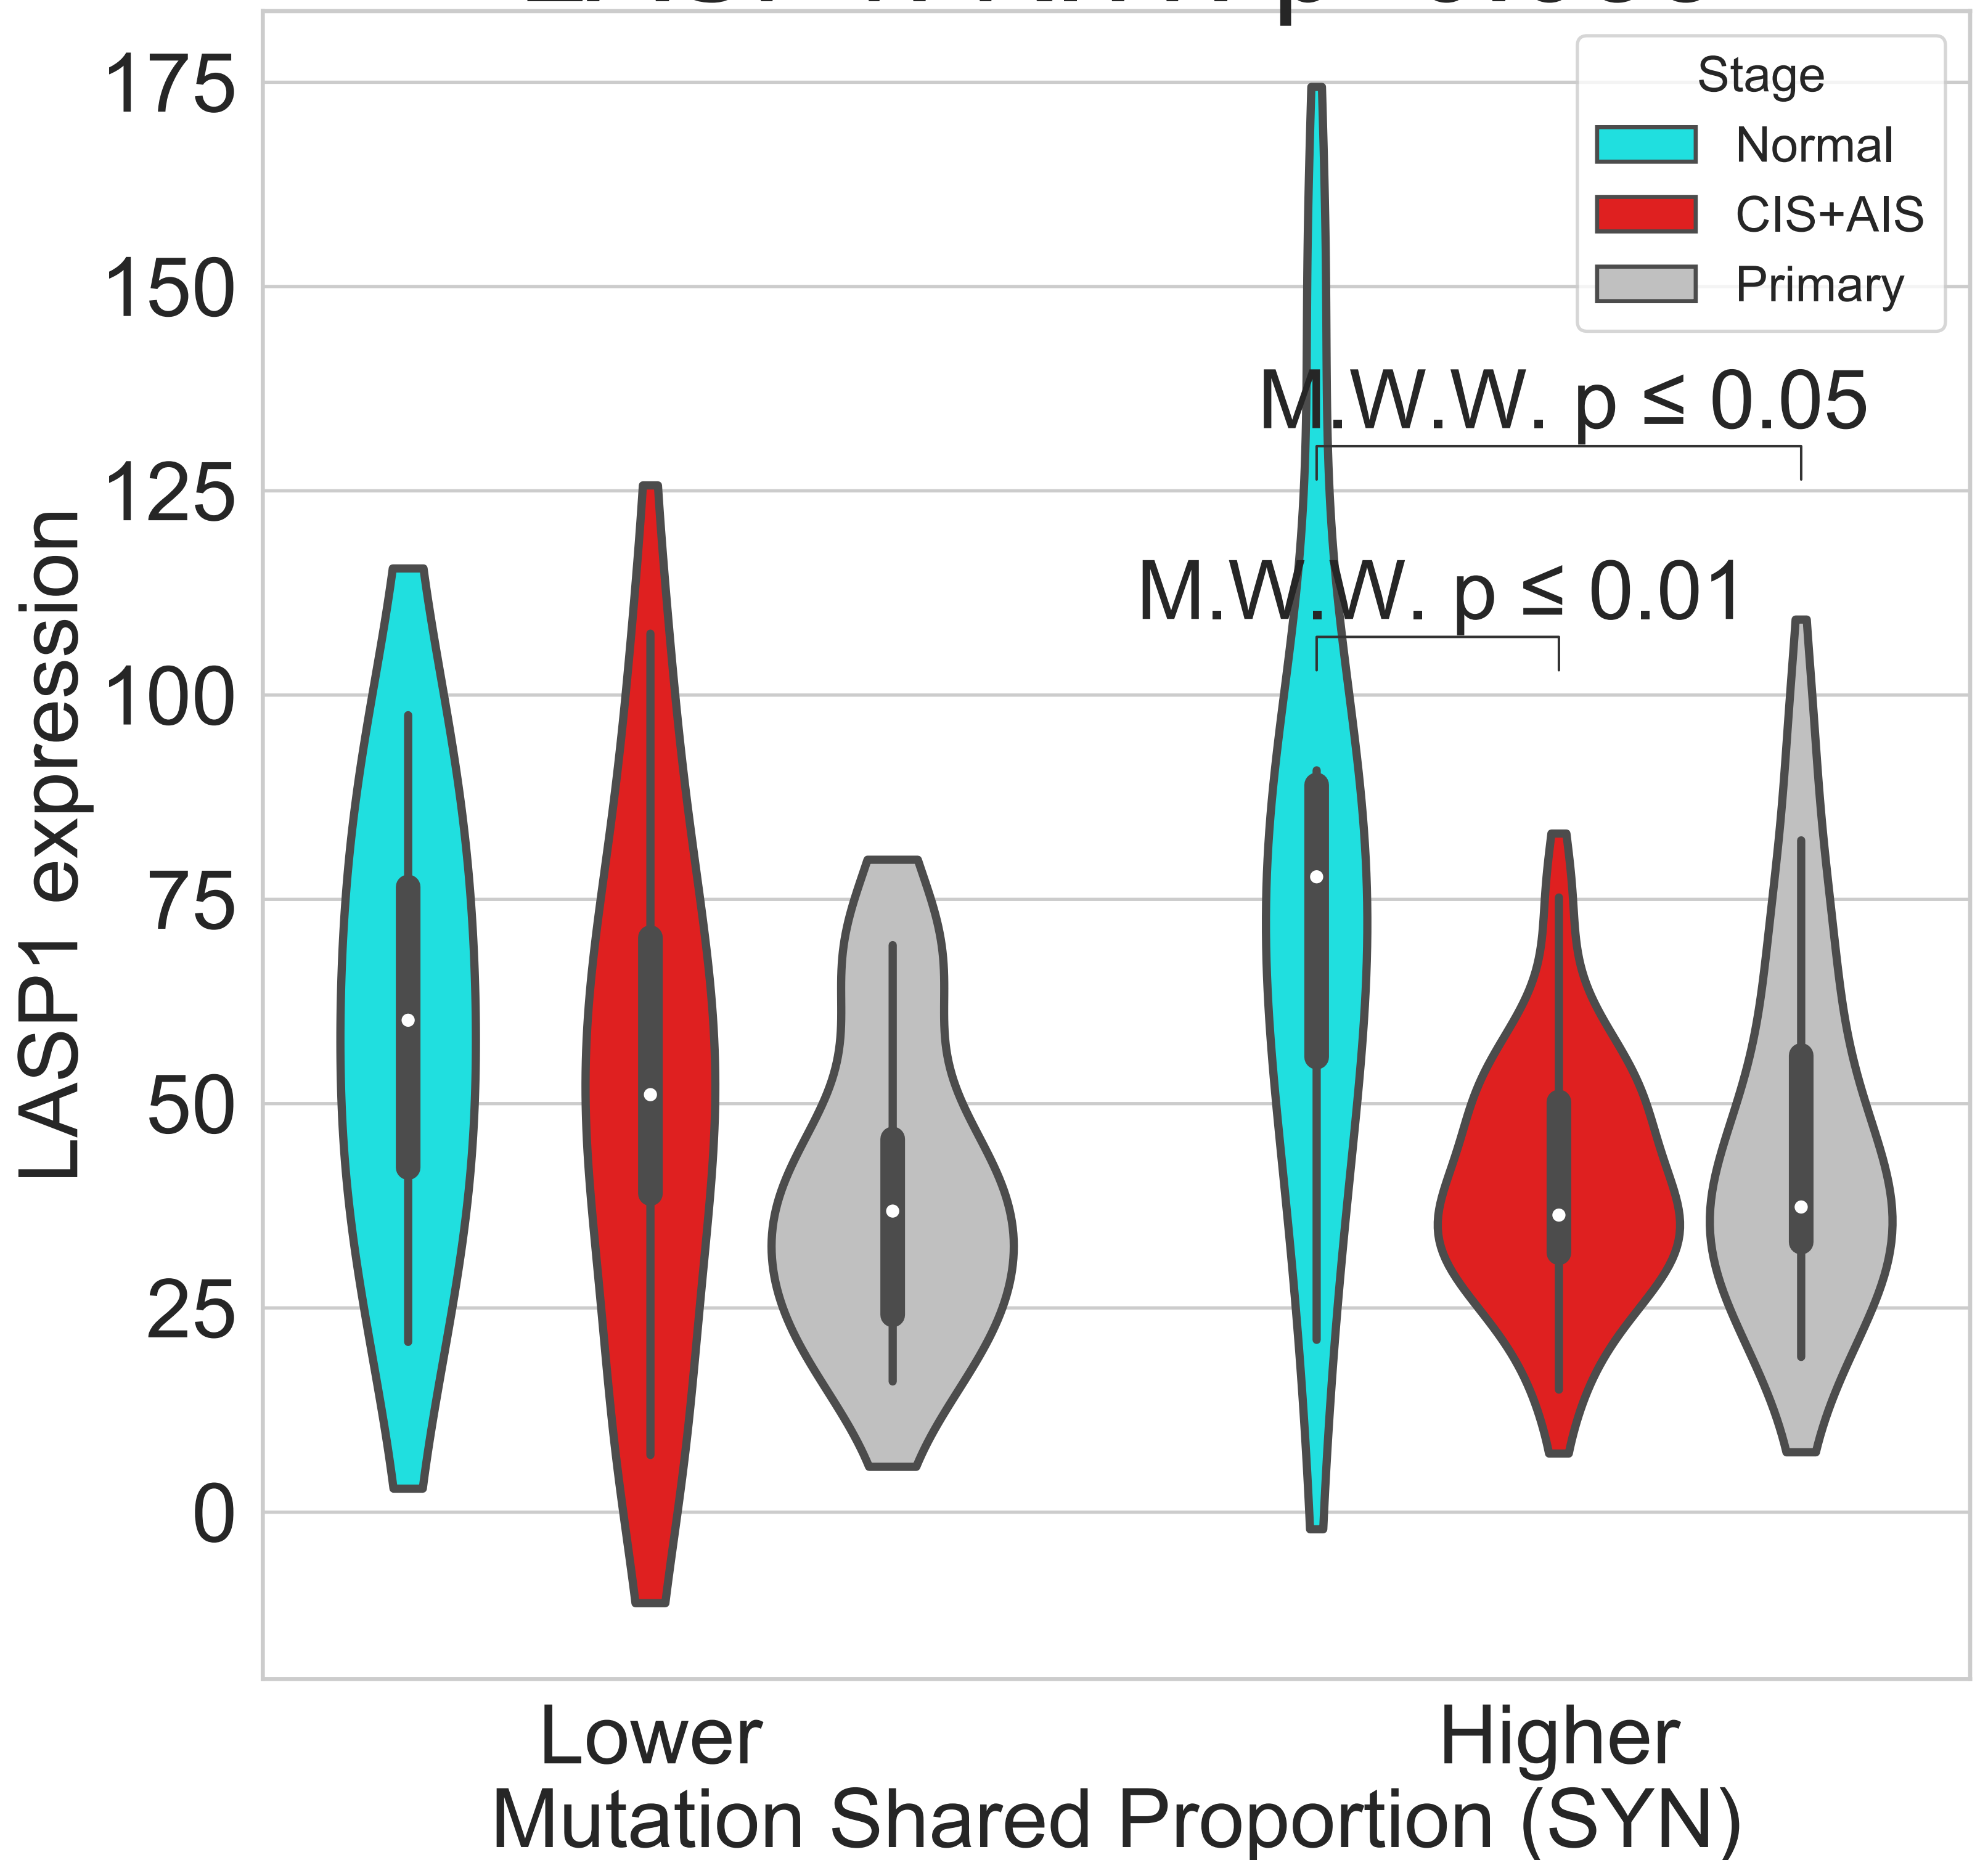 175
150
125
100
75
50
25
0
LASP1 expression
Stage
Normal
CIS+AIS
Primary
M.W.W. p ≤ 0.05
M.W.W. p ≤ 0.01
Lower
Higher
Mutation Shared Proportion (SYN)